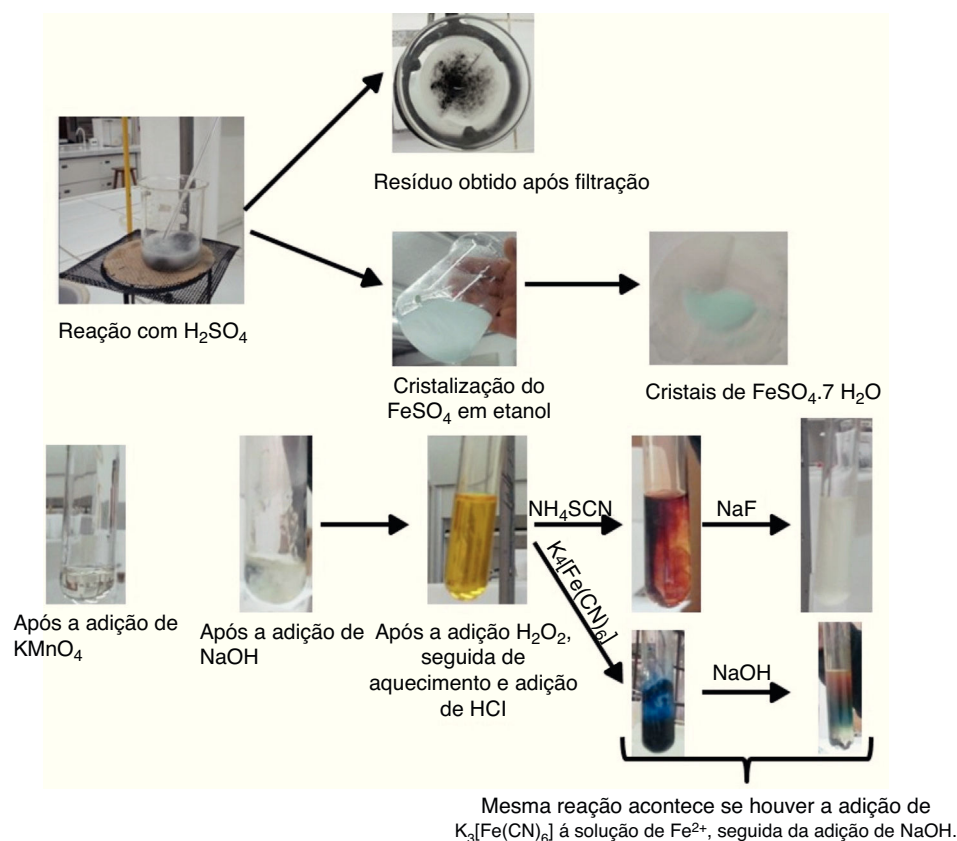 Resíduo obtido após filtração
Reação com H₂SO₄
Cristalização do
FeSO₄ em etanol
Cristais de FeSO₄.7 H₂O
NH₄SCN
NaF
K₄[Fe(CN)₆]
NaOH
Após a adição de
KMnO₄
Após a adição de
NaOH
Após a adição H₂O₂,
seguida de
aquecimento e adição
de HCl
Mesma reação acontece se houver a adição de
K₃[Fe(CN)₆] á solução de Fe²⁺, seguida da adição de NaOH.